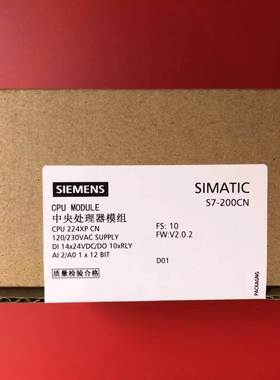 SIEMENS
SIMATIC
S7-200CN
CPU MODULE
中央处理器模组
CPU 224XP CN
120/230VAC SUPPLY
DI 14x24VDC/DO 10xRLY
AI 2/AO 1 x 12 BIT
FS: 10
FW:V2.0.2
D01
质量检验合格
PACKAGING